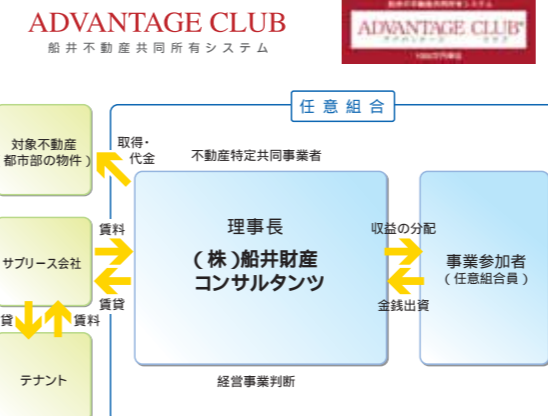 ADVANTAGE CLUB
船井不動産共同所有システム
ADVANTAGE CLUB®
任意組合
対象不動産
都市部の物件）
取得・
代金
不動産特定共同事業者
理事長
（株）船井財産
コンサルタンツ
経営事業判断
賃料
賃貸
サブリース会社
貸
賃料
テナント
収益の分配
金銭出資
事業参加者
（任意組合員）